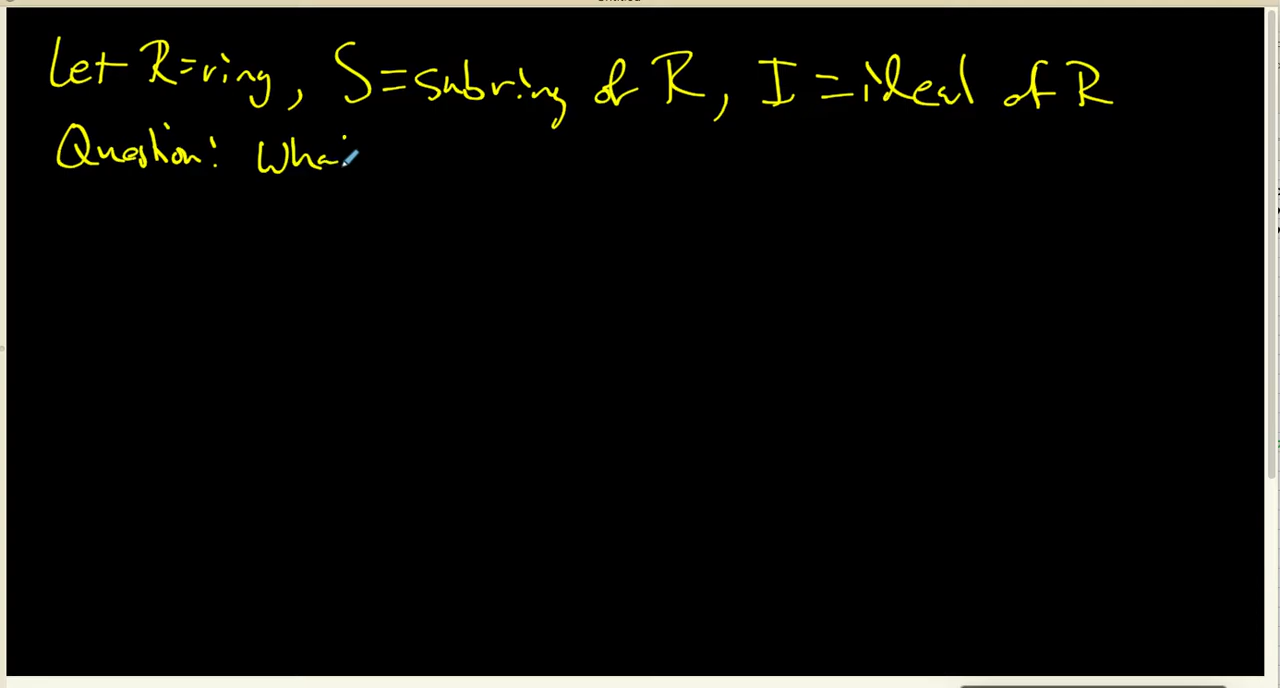 Let R=ring, S=subring of R, I=ideal of R
Question: Wha